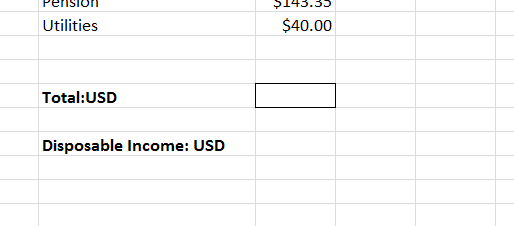 Pension $143.35
Utilities $40.00
Total:USD
Disposable Income: USD